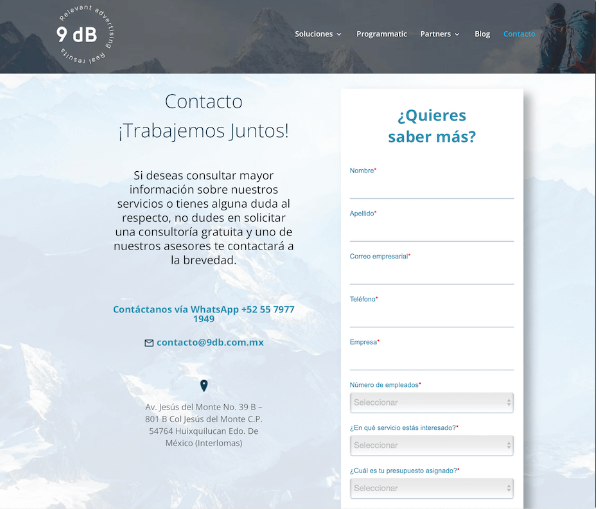 Relevant advertising
9 dB
Real results
Soluciones
Programmatic
Partners
Blog
Contacto
Contacto
¡Trabajemos Juntos!
Si deseas consultar mayor
información sobre nuestros
servicios o tienes alguna duda al
respecto, no dudes en solicitar
una consultoría gratuita y uno de
nuestros asesores te contactará a
la brevedad.
Contáctanos vía WhatsApp +52 55 7977
1949
contacto@9db.com.mx
Av. Jesús del Monte No. 39 B –
801 B Col Jesús del Monte C.P.
54764 Huixquilucan Edo. De
México (Interlomas)
¿Quieres
saber más?
Nombre*
Apellido*
Correo empresarial*
Teléfono*
Empresa*
Número de empleados*
Seleccionar
¿En qué servicio estás interesado?*
Seleccionar
¿Cuál es tu presupuesto asignado?*
Seleccionar